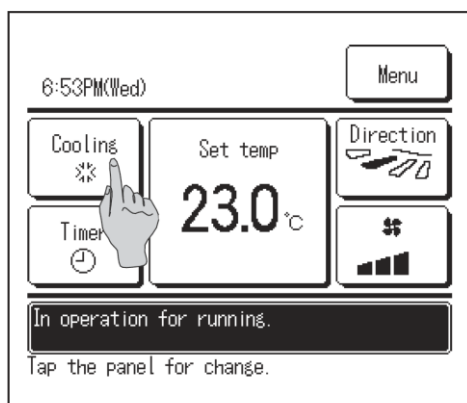 6:53PM(Wed)
Menu
Cooling
Set temp
Direction
23.0 °C
Timer
In operation for running.
Tap the panel for change.